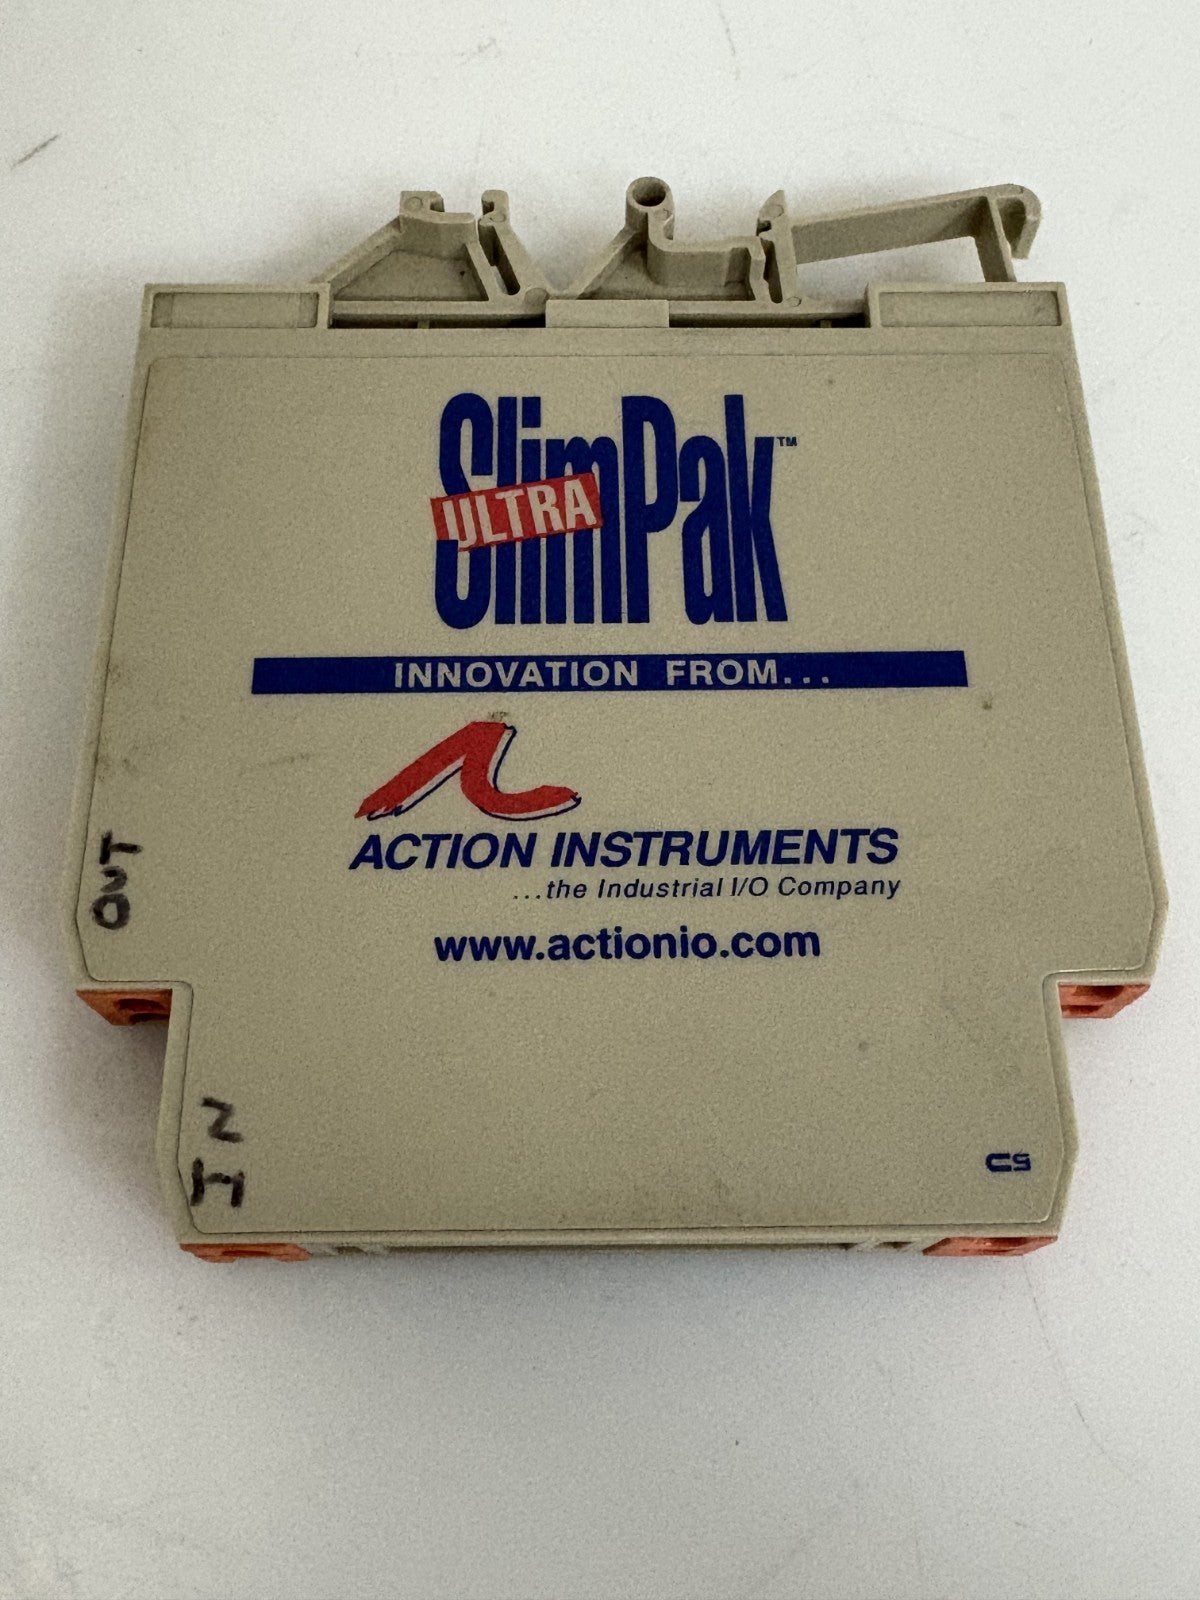 SlimPak™
ULTRA
INNOVATION FROM...
ACTION INSTRUMENTS
...the Industrial I/O Company
www.actionio.com
OUT
IN
CS